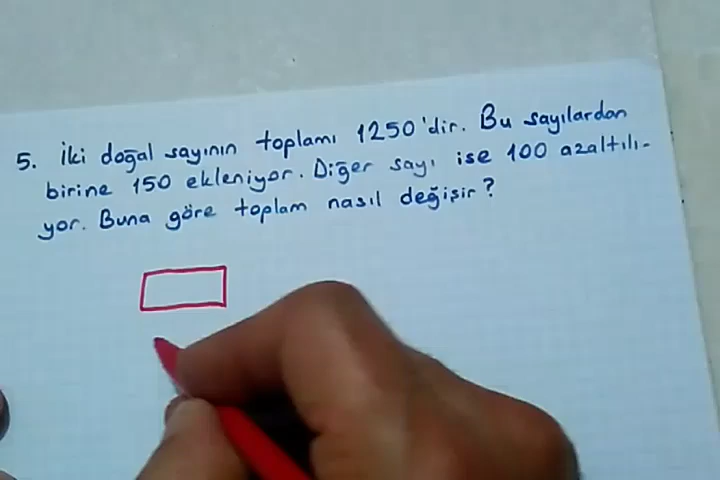 5. İki doğal sayının toplamı 1250'dir. Bu sayılardan
birine 150 ekleniyor. Diğer sayı ise 100 azaltılı-
yor. Buna göre toplam nasıl değişir?